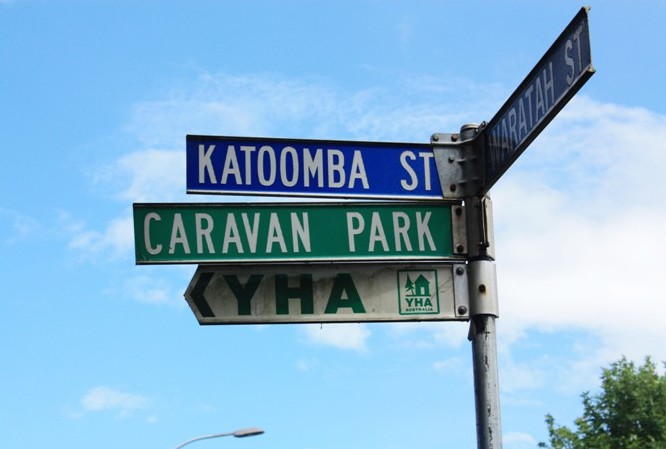 WARATAH ST
KATOOMBA ST
CARAVAN PARK
YHA
YHA
AUSTRALIA